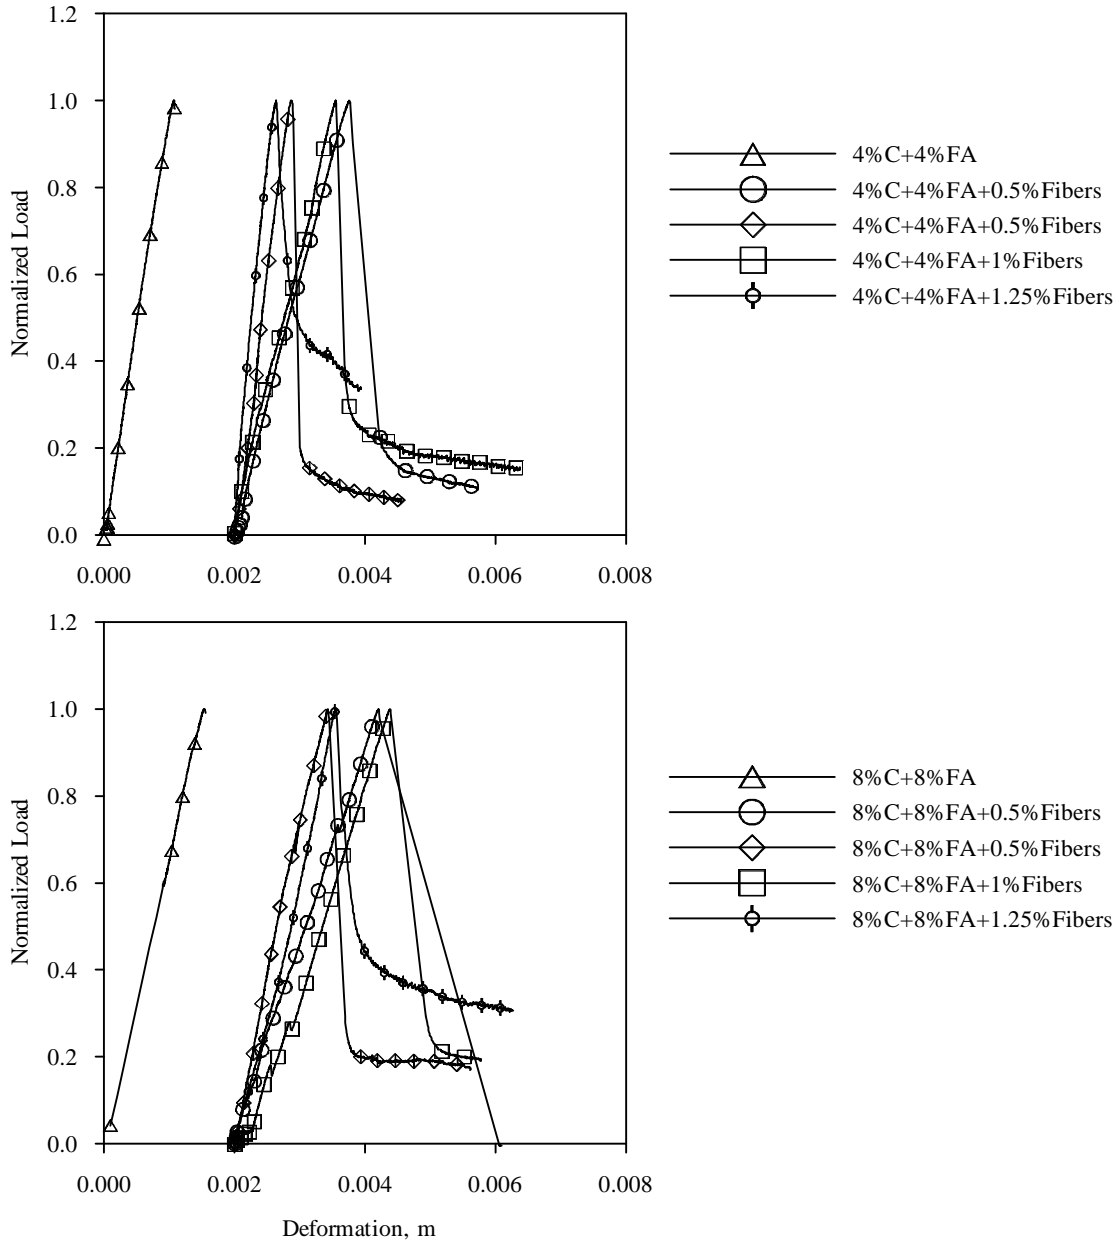 1.2
1.0
0.8
0.6
0.4
0.2
0.0
Normalized Load
0.000 0.002 0.004 0.006 0.008
4%C+4%FA
4%C+4%FA+0.5%Fibers
4%C+4%FA+0.5%Fibers
4%C+4%FA+1%Fibers
4%C+4%FA+1.25%Fibers
1.2
1.0
0.8
0.6
0.4
0.2
0.0
Normalized Load
0.000 0.002 0.004 0.006 0.008
Deformation, m
8%C+8%FA
8%C+8%FA+0.5%Fibers
8%C+8%FA+0.5%Fibers
8%C+8%FA+1%Fibers
8%C+8%FA+1.25%Fibers